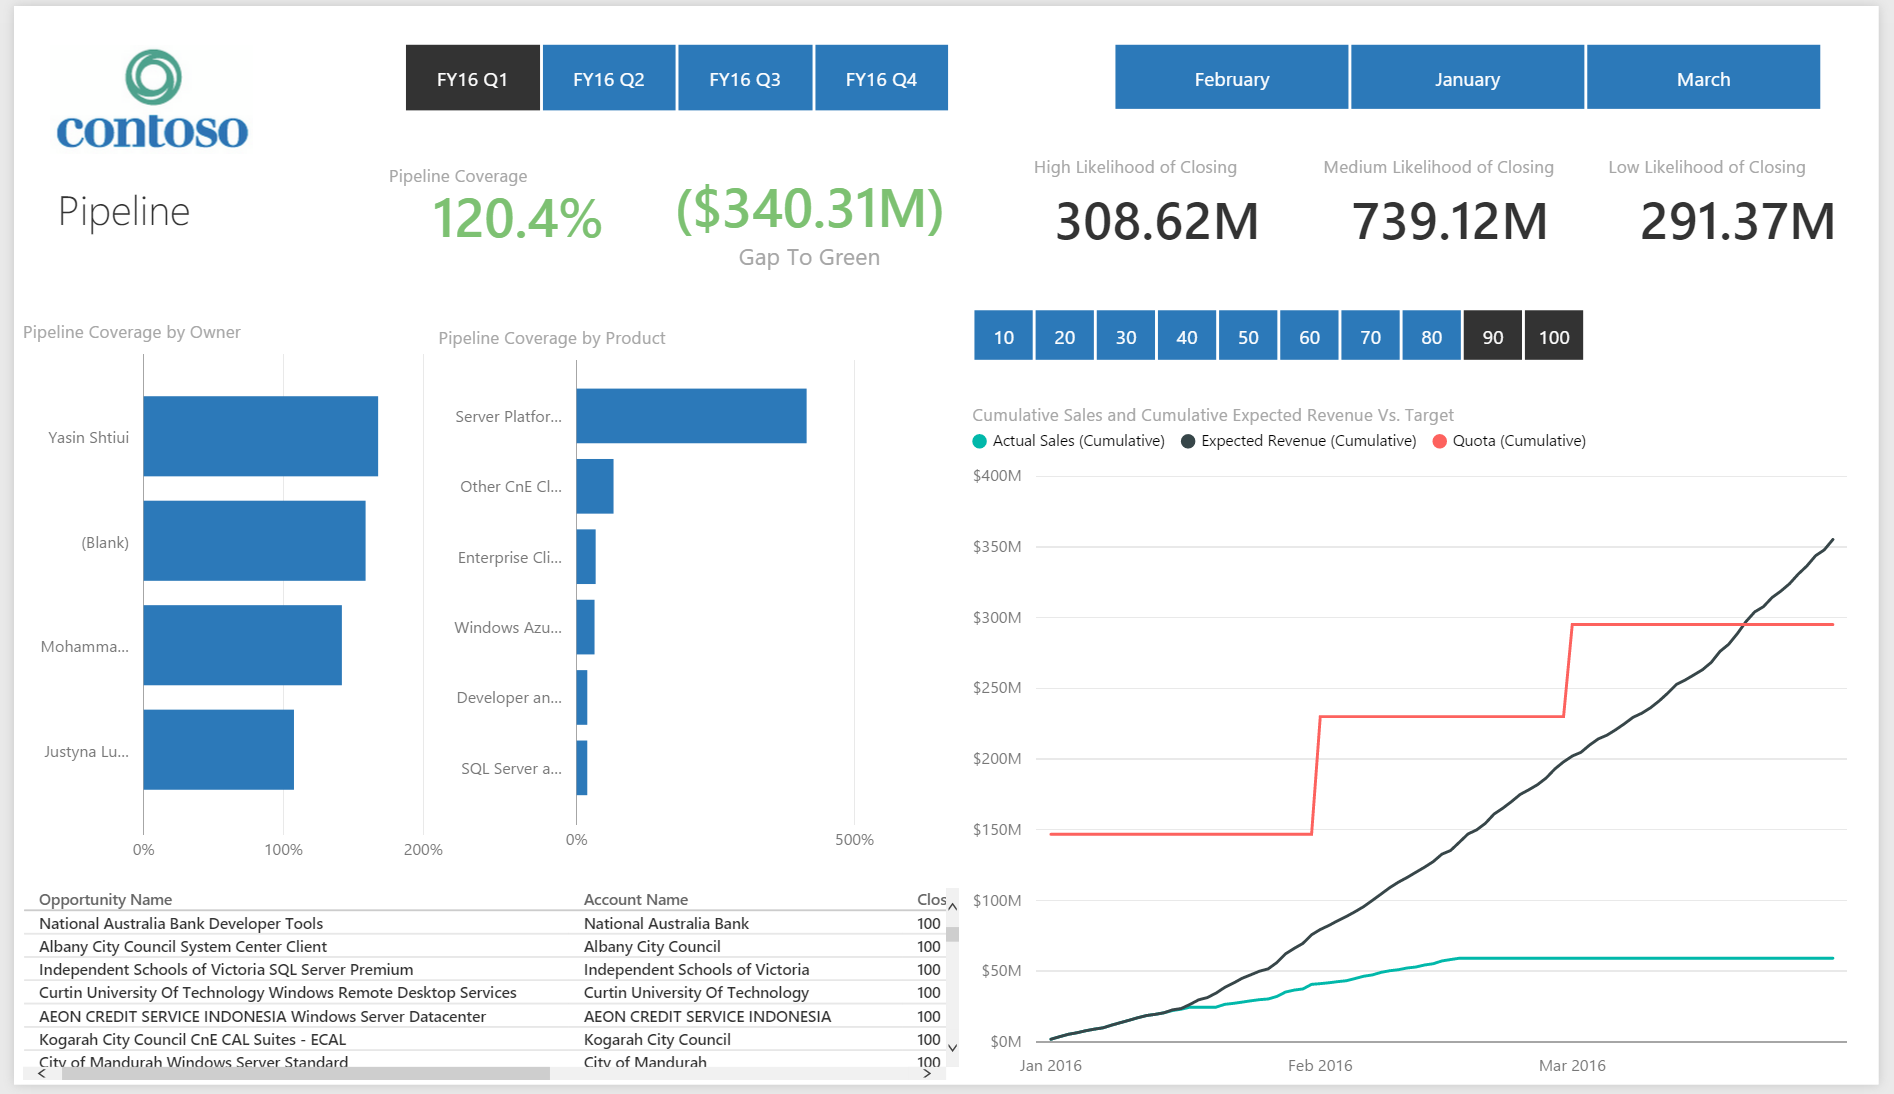 contoso
Pipeline
FY16 Q1 FY16 Q2 FY16 Q3 FY16 Q4
February January March
Pipeline Coverage
120.4%
($340.31M)
Gap To Green
High Likelihood of Closing Medium Likelihood of Closing Low Likelihood of Closing
308.62M 739.12M 291.37M
Pipeline Coverage by Owner
Yasin Shtiui
(Blank)
Mohamma...
Justyna Lu...
0% 100% 200%
Pipeline Coverage by Product
Server Platfor...
Other CnE Cl...
Enterprise Cli...
Windows Azu...
Developer an...
SQL Server a...
0% 500%
10 20 30 40 50 60 70 80 90 100
Cumulative Sales and Cumulative Expected Revenue Vs. Target
Actual Sales (Cumulative) Expected Revenue (Cumulative) Quota (Cumulative)
$400M
$350M
$300M
$250M
$200M
$150M
$100M
$50M
$0M
Jan 2016 Feb 2016 Mar 2016
Opportunity Name Account Name Clos
National Australia Bank Developer Tools National Australia Bank 100
Albany City Council System Center Client Albany City Council 100
Independent Schools of Victoria SQL Server Premium Independent Schools of Victoria 100
Curtin University Of Technology Windows Remote Desktop Services Curtin University Of Technology 100
AEON CREDIT SERVICE INDONESIA Windows Server Datacenter AEON CREDIT SERVICE INDONESIA 100
Kogarah City Council CnE CAL Suites - ECAL Kogarah City Council 100
City of Mandurah Windows Server Standard City of Mandurah 100